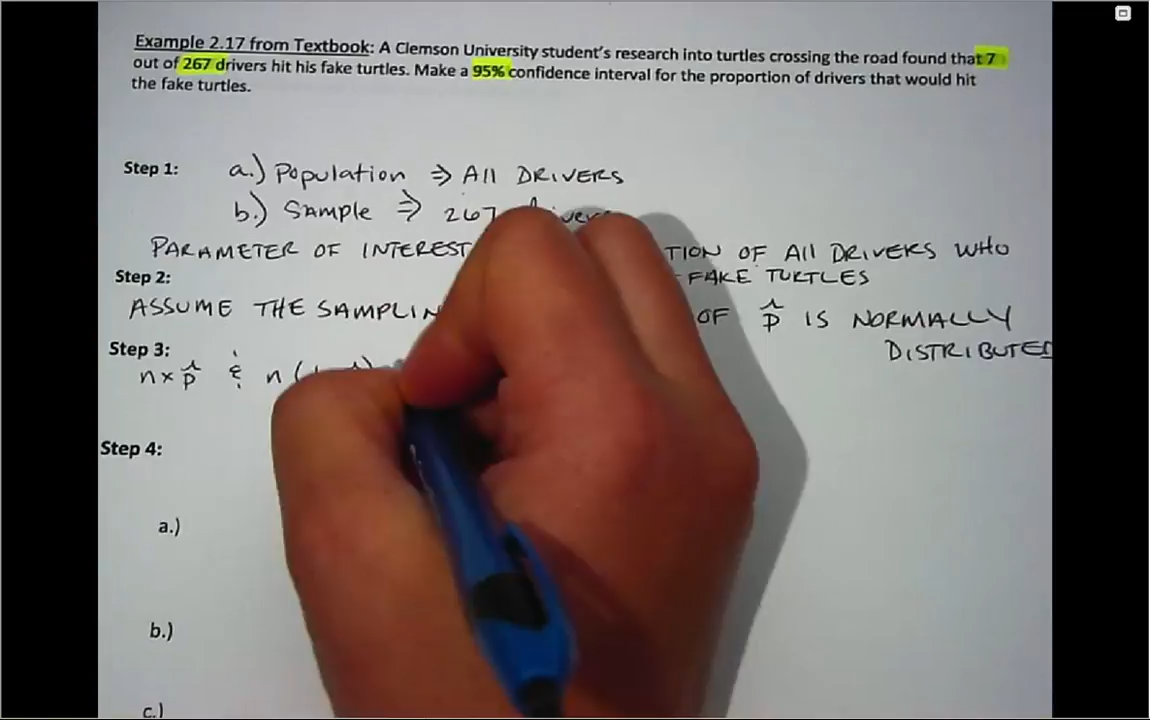 Example 2.17 from Textbook: A Clemson University student's research into turtles crossing the road found that 7
out of 267 drivers hit his fake turtles. Make a 95% confidence interval for the proportion of drivers that would hit
the fake turtles.
Step 1: a.) Population ⇒ All DRIVERS
b.) Sample ⇒ 267
PARAMETER OF INTEREST TION OF All DRIVERS WHO
Step 2: FAKE TURTLES
ASSUME THE SAMPLIN OF p̂ IS NORMALLY
DISTRIBUTED
Step 3:
n x p̂ & n (
Step 4:
a.)
b.)
c.)